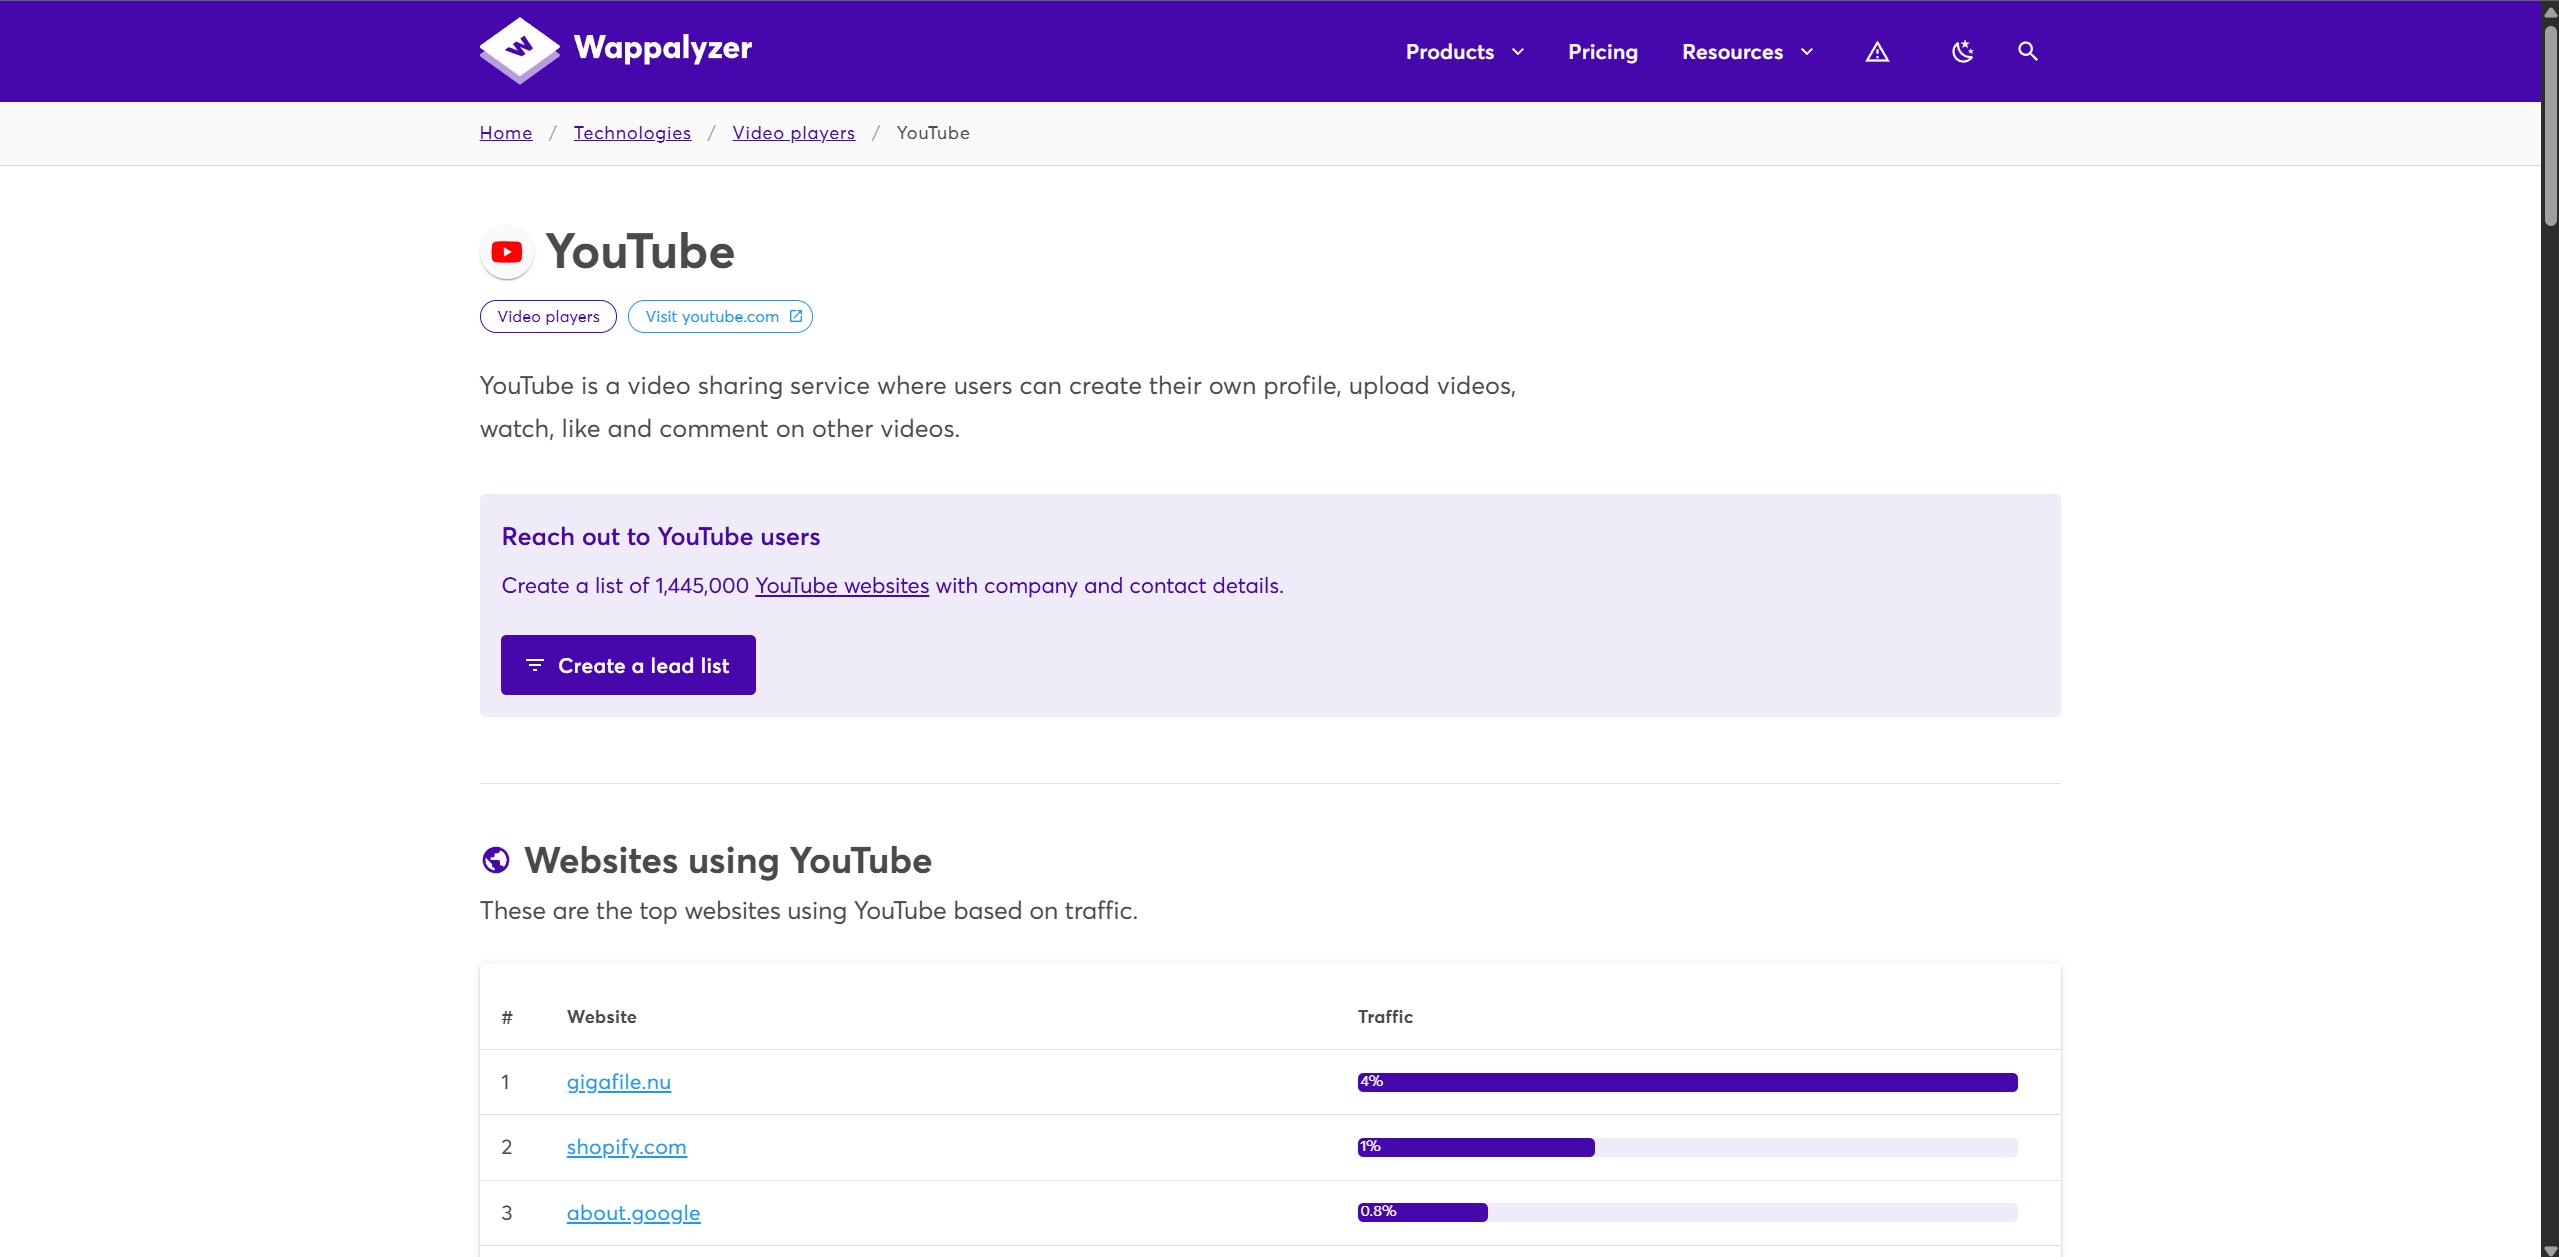 Wappalyzer
Products Pricing Resources
Home / Technologies / Video players / YouTube
YouTube
Video players Visit youtube.com
YouTube is a video sharing service where users can create their own profile, upload videos,
watch, like and comment on other videos.
Reach out to YouTube users
Create a list of 1,445,000 YouTube websites with company and contact details.
Create a lead list
Websites using YouTube
These are the top websites using YouTube based on traffic.
# Website Traffic
1 gigafile.nu 4%
2 shopify.com 1%
3 about.google 0.8%